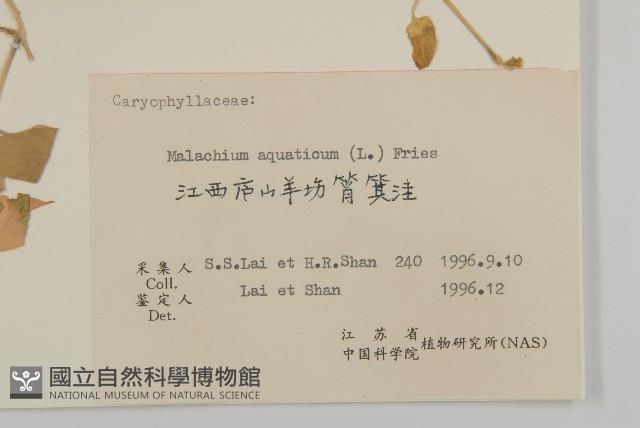 Caryophyllaceae:
Malachium aquaticum (L.) Fries
江西庐山羊坊筲箕洼
采集人 S.S.Lai et H.R.Shan 240 1996.9.10
Coll.
鉴定人 Lai et Shan 1996.12
Det.
江苏省
中国科学院 植物研究所(NAS)
國立自然科學博物館
NATIONAL MUSEUM OF NATURAL SCIENCE